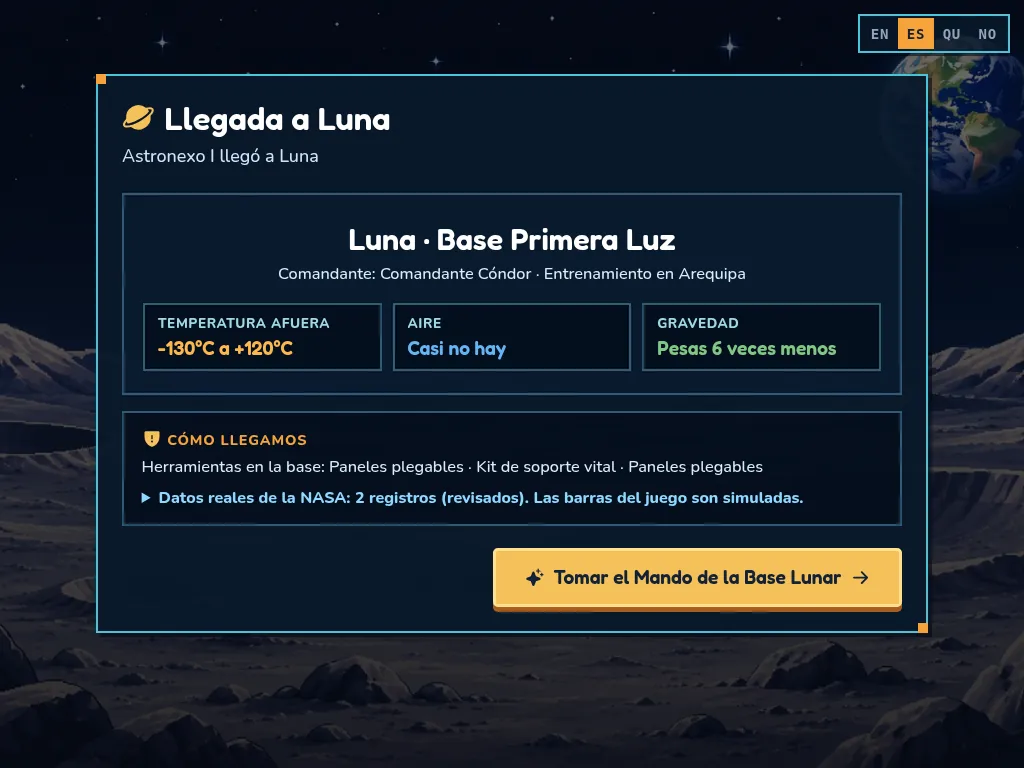 EN ES QU NO
Llegada a Luna
Astronexo I llegó a Luna
Luna · Base Primera Luz
Comandante: Comandante Cóndor · Entrenamiento en Arequipa
TEMPERATURA AFUERA
-130°C a +120°C
AIRE
Casi no hay
GRAVEDAD
Pesas 6 veces menos
CÓMO LLEGAMOS
Herramientas en la base: Paneles plegables · Kit de soporte vital · Paneles plegables
Datos reales de la NASA: 2 registros (revisados). Las barras del juego son simuladas.
Tomar el Mando de la Base Lunar →